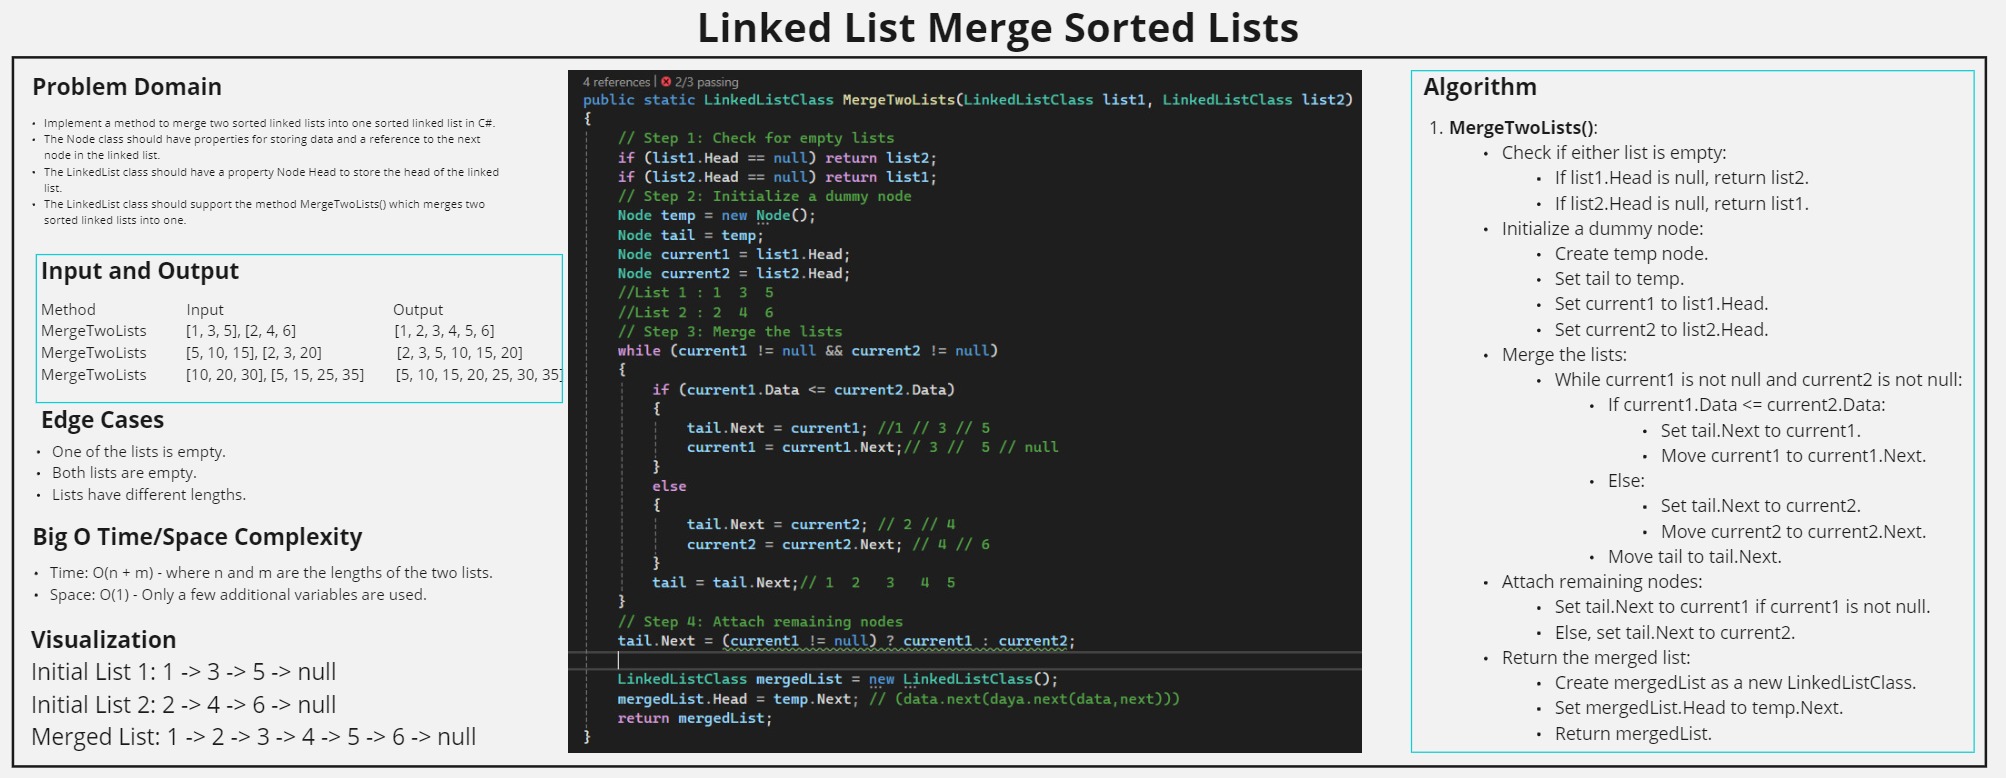 Linked List Merge Sorted Lists
Problem Domain
• Implement a method to merge two sorted linked lists into one sorted linked list in C#.
• The Node class should have properties for storing data and a reference to the next
node in the linked list.
• The LinkedList class should have a property Node Head to store the head of the linked
list.
• The LinkedList class should support the method MergeTwoLists() which merges two
sorted linked lists into one.
Input and Output
Method Input Output
MergeTwoLists [1, 3, 5], [2, 4, 6] [1, 2, 3, 4, 5, 6]
MergeTwoLists [5, 10, 15], [2, 3, 20] [2, 3, 5, 10, 15, 20]
MergeTwoLists [10, 20, 30], [5, 15, 25, 35] [5, 10, 15, 20, 25, 30, 35]
Edge Cases
• One of the lists is empty.
• Both lists are empty.
• Lists have different lengths.
Big O Time/Space Complexity
• Time: O(n + m) - where n and m are the lengths of the two lists.
• Space: O(1) - Only a few additional variables are used.
Visualization
Initial List 1: 1 -> 3 -> 5 -> null
Initial List 2: 2 -> 4 -> 6 -> null
Merged List: 1 -> 2 -> 3 -> 4 -> 5 -> 6 -> null
4 references | 2/3 passing
public static LinkedListClass MergeTwoLists(LinkedListClass list1, LinkedListClass list2)
{
// Step 1: Check for empty lists
if (list1.Head == null) return list2;
if (list2.Head == null) return list1;
// Step 2: Initialize a dummy node
Node temp = new Node();
Node tail = temp;
Node current1 = list1.Head;
Node current2 = list2.Head;
//List 1 : 1 3 5
//List 2 : 2 4 6
// Step 3: Merge the lists
while (current1 != null && current2 != null)
{
if (current1.Data <= current2.Data)
{
tail.Next = current1; //1 // 3 // 5
current1 = current1.Next;// 3 // 5 // null
}
else
{
tail.Next = current2; // 2 // 4
current2 = current2.Next; // 4 // 6
}
tail = tail.Next;// 1 2 3 4 5
}
// Step 4: Attach remaining nodes
tail.Next = (current1 != null) ? current1 : current2;
LinkedListClass mergedList = new LinkedListClass();
mergedList.Head = temp.Next; // (data.next(daya.next(data,next)))
return mergedList;
}
Algorithm
1. MergeTwoLists():
• Check if either list is empty:
• If list1.Head is null, return list2.
• If list2.Head is null, return list1.
• Initialize a dummy node:
• Create temp node.
• Set tail to temp.
• Set current1 to list1.Head.
• Set current2 to list2.Head.
• Merge the lists:
• While current1 is not null and current2 is not null:
• If current1.Data <= current2.Data:
• Set tail.Next to current1.
• Move current1 to current1.Next.
• Else:
• Set tail.Next to current2.
• Move current2 to current2.Next.
• Move tail to tail.Next.
• Attach remaining nodes:
• Set tail.Next to current1 if current1 is not null.
• Else, set tail.Next to current2.
• Return the merged list:
• Create mergedList as a new LinkedListClass.
• Set mergedList.Head to temp.Next.
• Return mergedList.